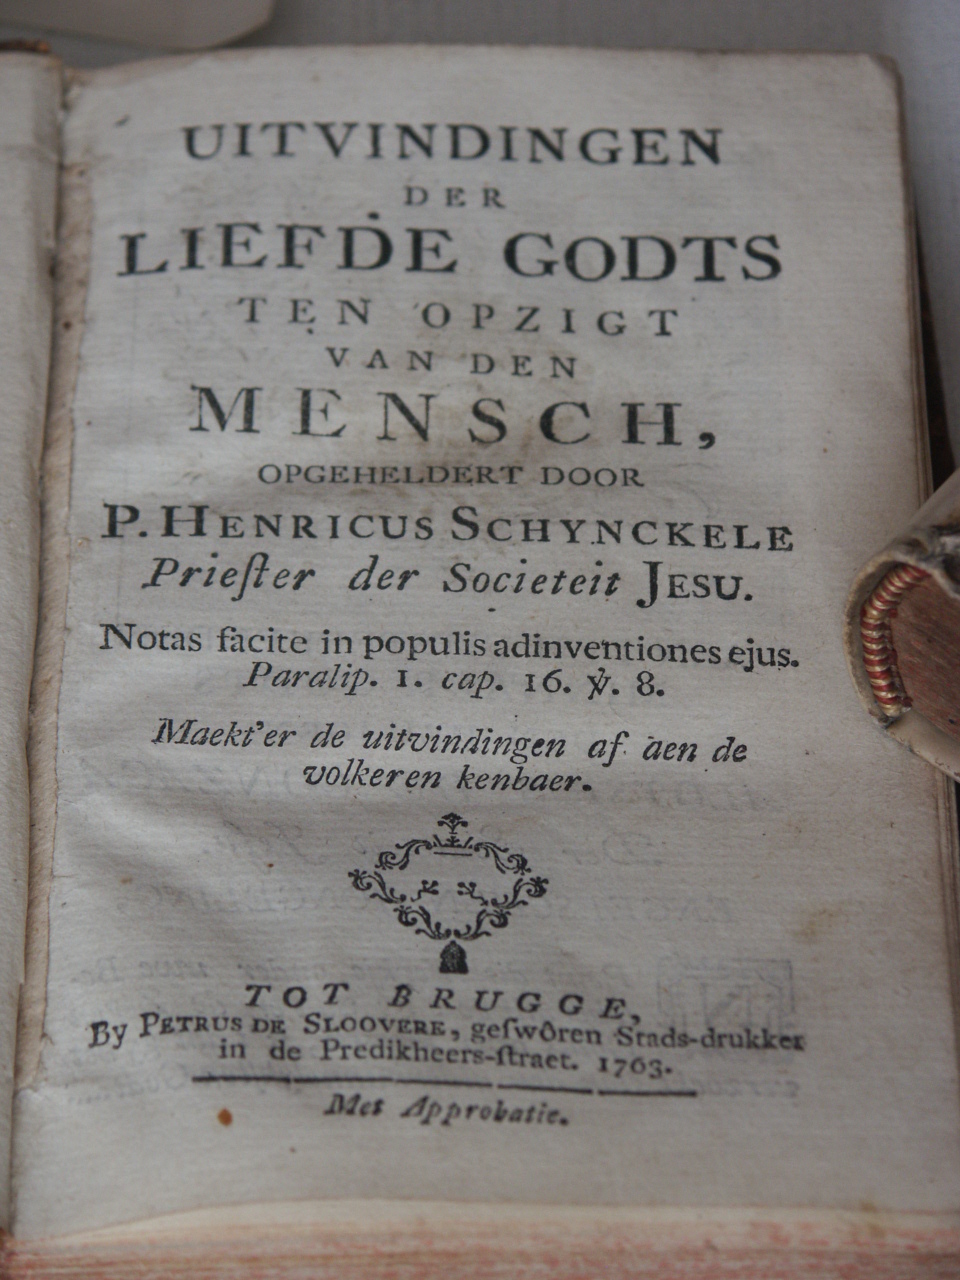 UITVINDINGEN
DER
LIEFDE GODTS
TEN OPZIGT
VAN DEN
MENSCH,
OPGEHELDERT DOOR
P. HENRICUS SCHYNCKELE
Prieſter der Societeit JESU.
Notas facite in populis adinventiones ejus.
Paralip. 1. cap. 16. ℣. 8.
Maekt'er de uitvindingen af aen de
volkeren kenbaer.
TOT BRUGGE,
By PETRUS DE SLOOVERE, geſwôren Stads-drukker
in de Predikheers-ſtraet. 1763.
Met Approbatie.